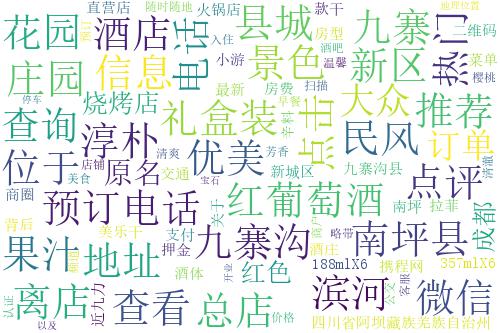 直营店 随时随地 火锅店 款干 地理位置
花园 酒店 电话 县城 九寨 热门 二维码
入住 房型 酒吧 菜单
庄园 信息 小游 景色 温馨 新区 樱桃
烧烤店 最新 房费 扫描 大众 推荐
查询 淳朴 礼盒装 点击 民风 订单
停车 早餐
位于 店铺 清爽 优美 芳香 九寨沟县 清澈
商圈 美食 原名 交通 宝石 新城区 点评
预订电话 红葡萄酒 南坪 拉菲 成都
背后 美乐干 关于 略带
果汁 地址 支付 押金 九寨沟 酒庄 南坪县
频道 酒体 红色 188mlX6 携程网 357mlX6
离店 查看 总店 开业 滨河 客服 微信
认证 以及 近九力 价格 四川省阿坝藏族羌族自治州